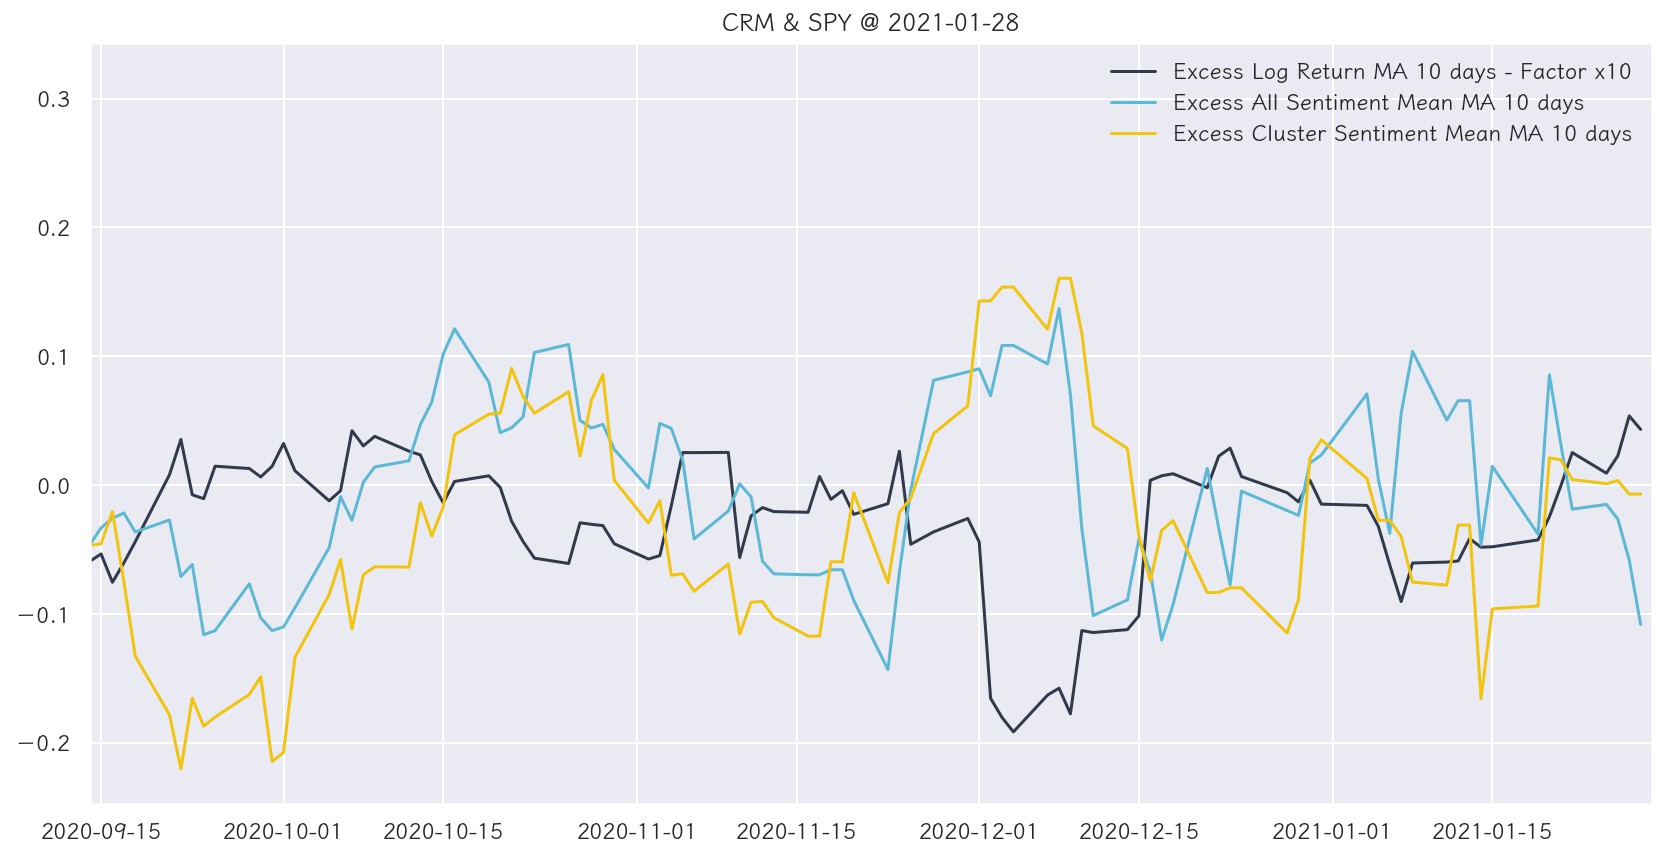 CRM & SPY @ 2021-01-28
Excess Log Return MA 10 days - Factor x10
Excess All Sentiment Mean MA 10 days
Excess Cluster Sentiment Mean MA 10 days
0.3
0.2
0.1
0.0
−0.1
−0.2
2020-09-15 2020-10-01 2020-10-15 2020-11-01 2020-11-15 2020-12-01 2020-12-15 2021-01-01 2021-01-15